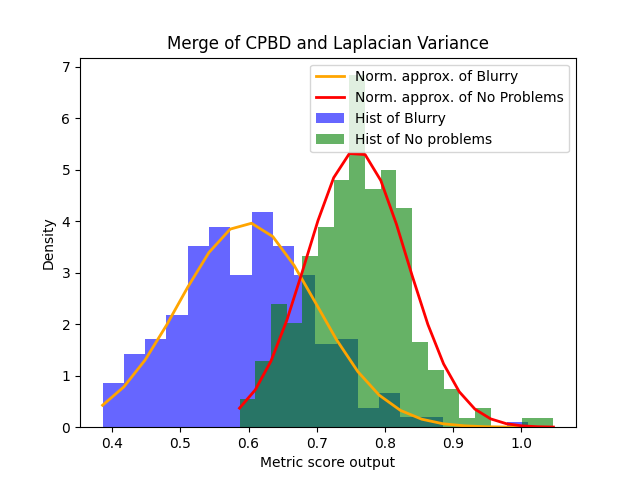 Merge of CPBD and Laplacian Variance
Norm. approx. of Blurry
Norm. approx. of No Problems
Hist of Blurry
Hist of No problems
Density
7
6
5
4
3
2
1
0
0.4 0.5 0.6 0.7 0.8 0.9 1.0
Metric score output